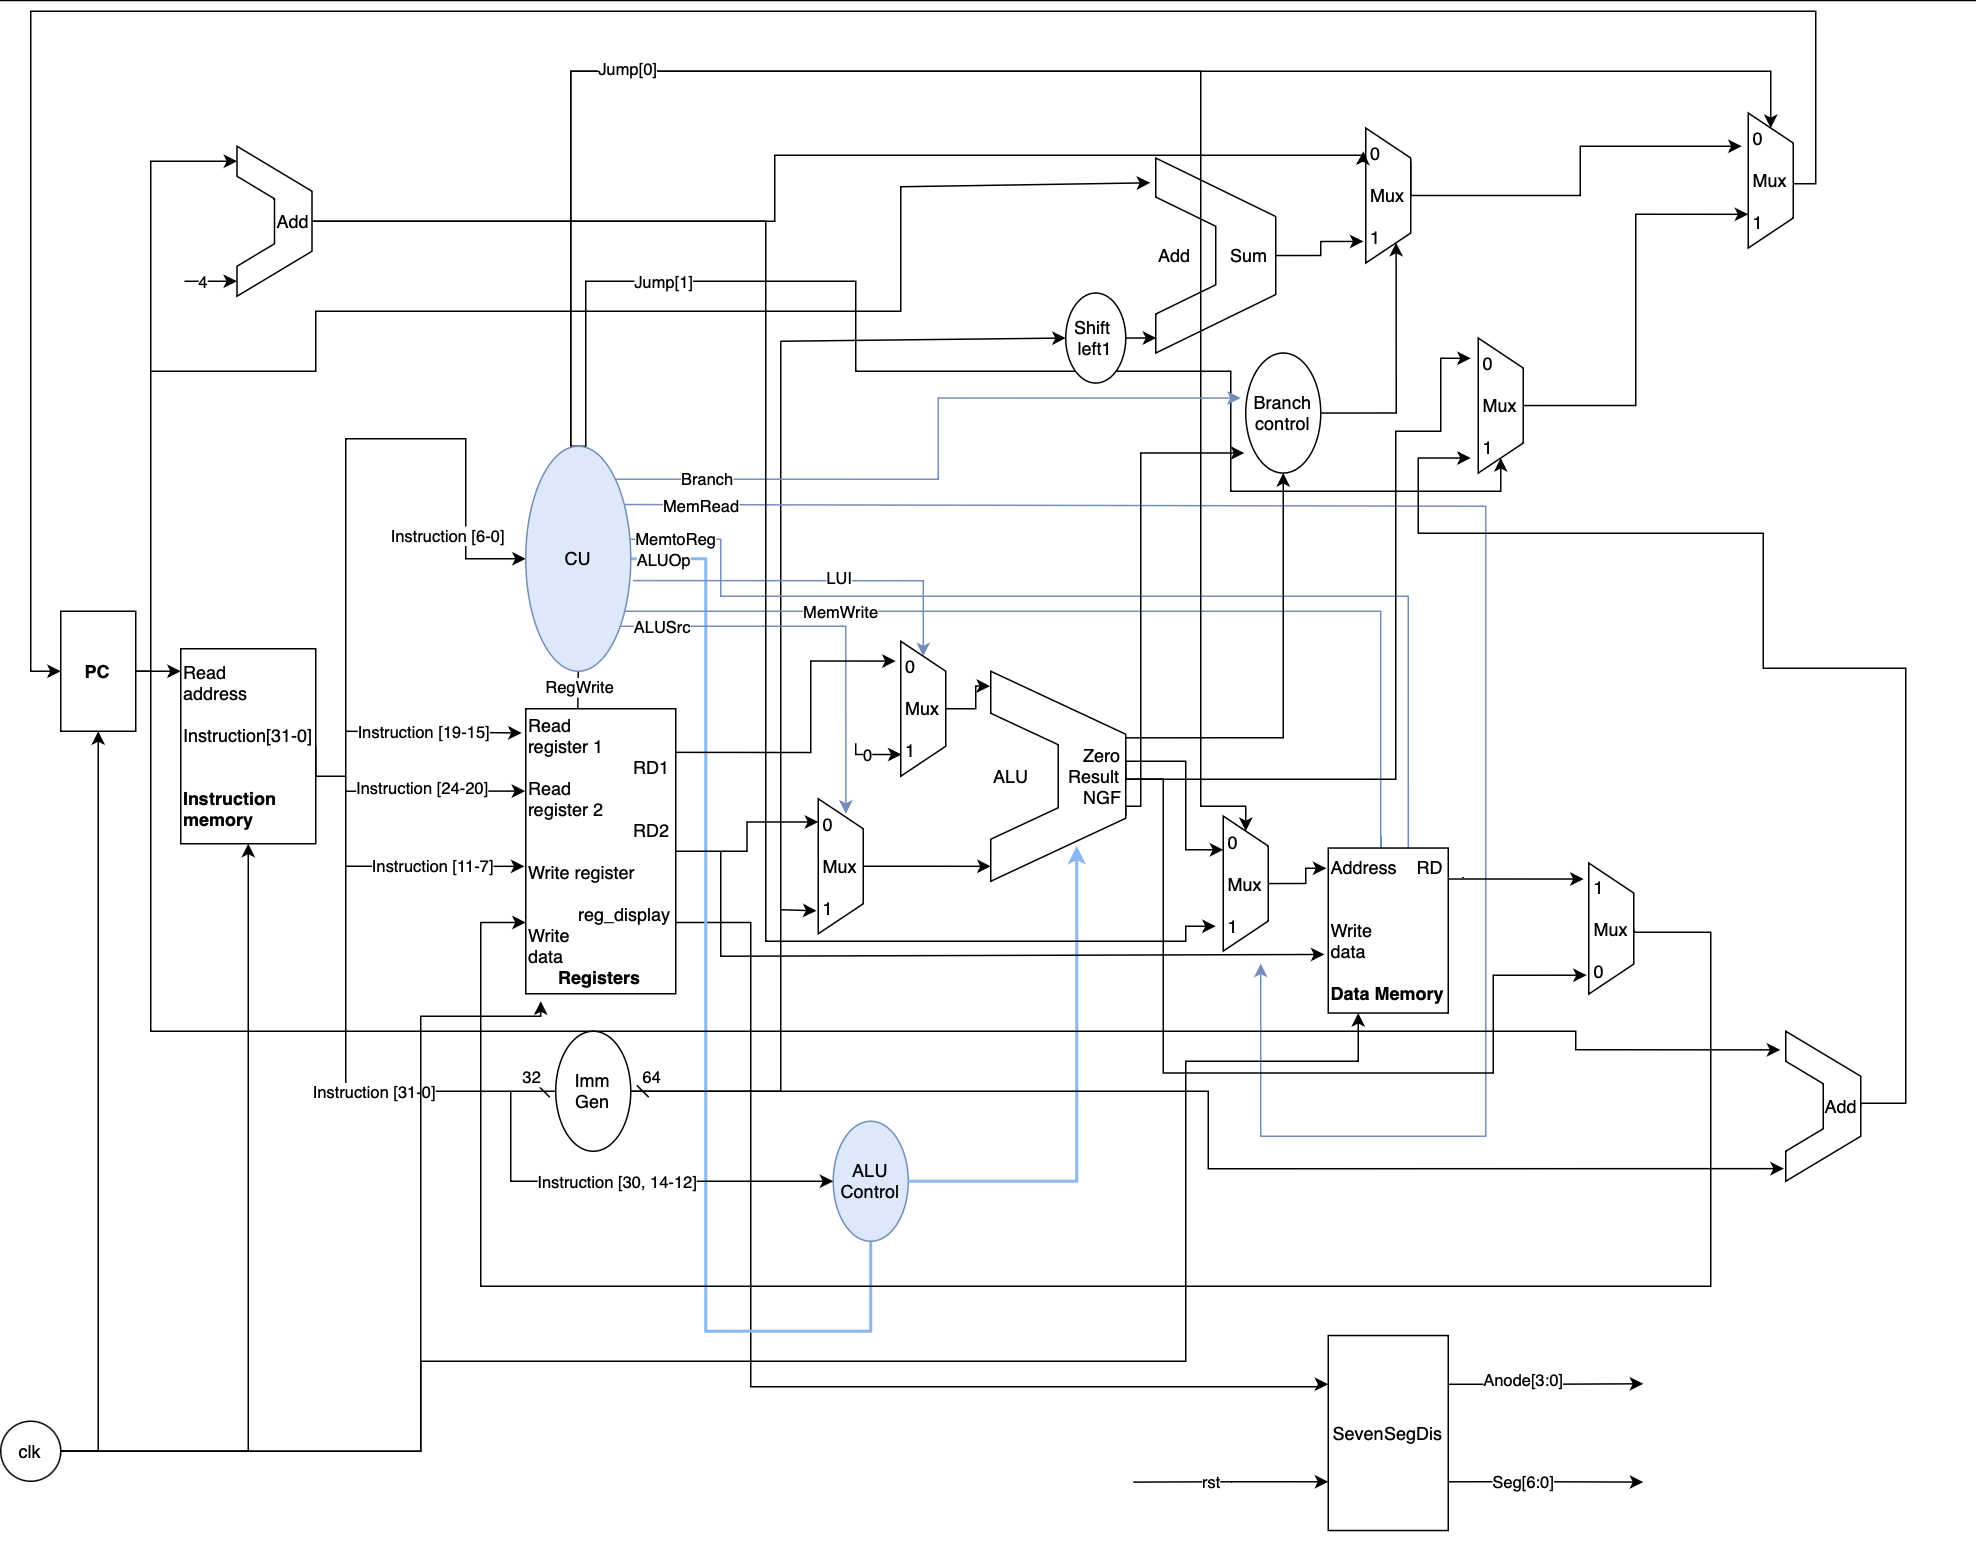 Jump[0]
0
Mux
1
0
Mux
1
Add
4
Add
Sum
Jump[1]
Shift
left1
Branch
control
0
Mux
1
Branch
MemRead
Instruction [6-0]
CU
MemtoReg
ALUOp
LUI
MemWrite
ALUSrc
RegWrite
PC
Read
address
Instruction[31-0]
Instruction
memory
Instruction [19-15]
Instruction [24-20]
Instruction [11-7]
Read
register 1
RD1
Read
register 2
RD2
Write register
reg_display
Write
data
Registers
0
Mux
1
0
0
Mux
1
ALU
Zero
Result
NGF
0
Mux
1
Address RD
Write
data
Data Memory
1
Mux
0
Instruction [31-0]
32
Imm
Gen
64
Add
Instruction [30, 14-12]
ALU
Control
clk
SevenSegDis
Anode[3:0]
rst
Seg[6:0]